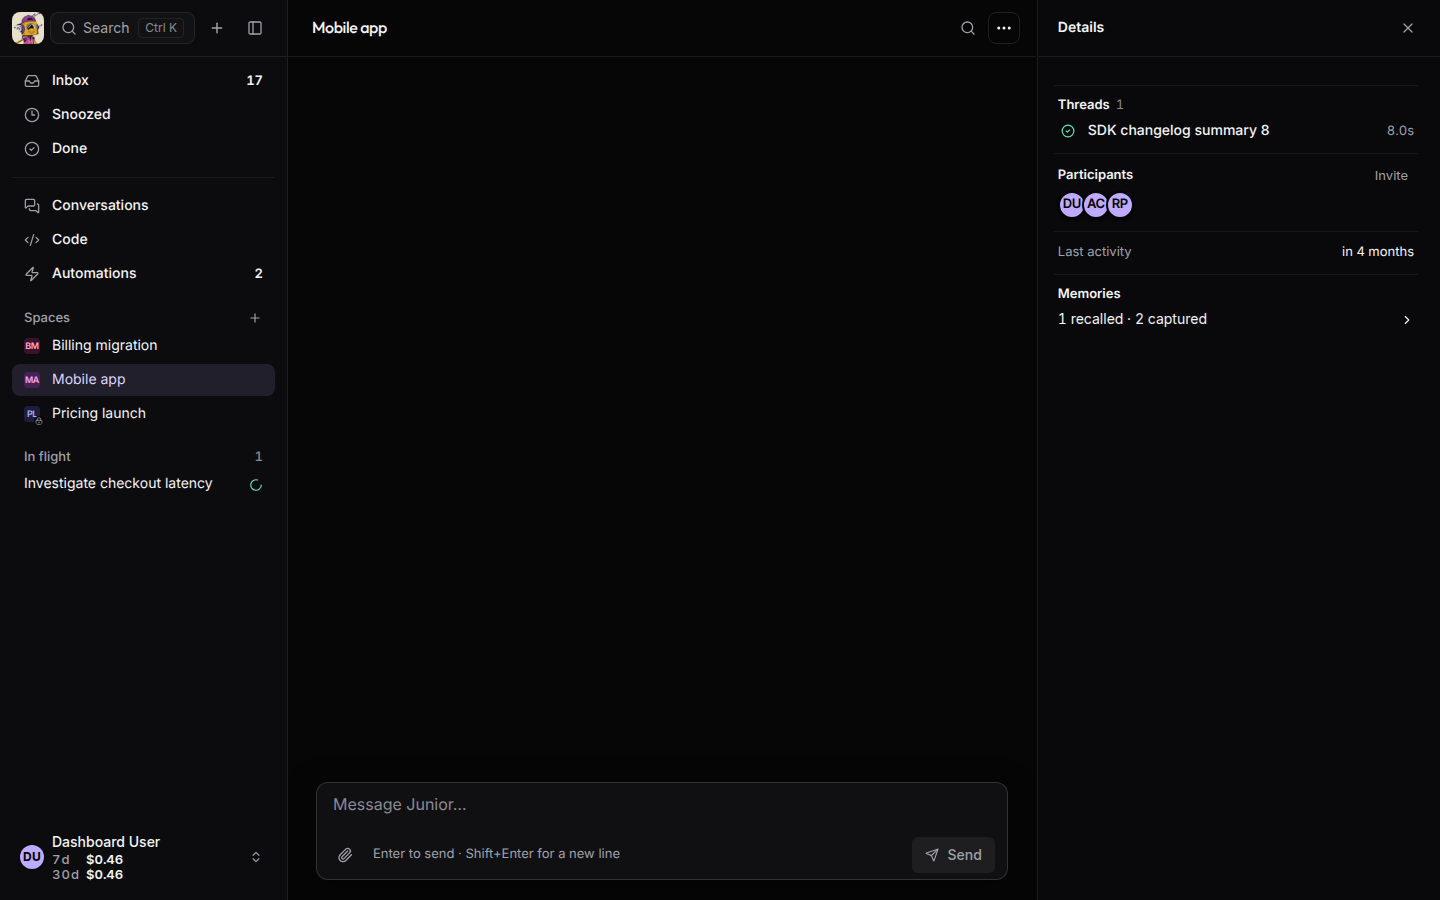 Search Ctrl K
Inbox 17
Snoozed
Done
Conversations
Code
Automations 2
Spaces
BM Billing migration
MA Mobile app
PL Pricing launch
In flight 1
Investigate checkout latency
DU Dashboard User
7d $0.46
30d $0.46
Mobile app
Message Junior...
Enter to send · Shift+Enter for a new line
Send
Details
Threads 1
SDK changelog summary 8 8.0s
Participants Invite
DU AC RP
Last activity in 4 months
Memories
1 recalled · 2 captured